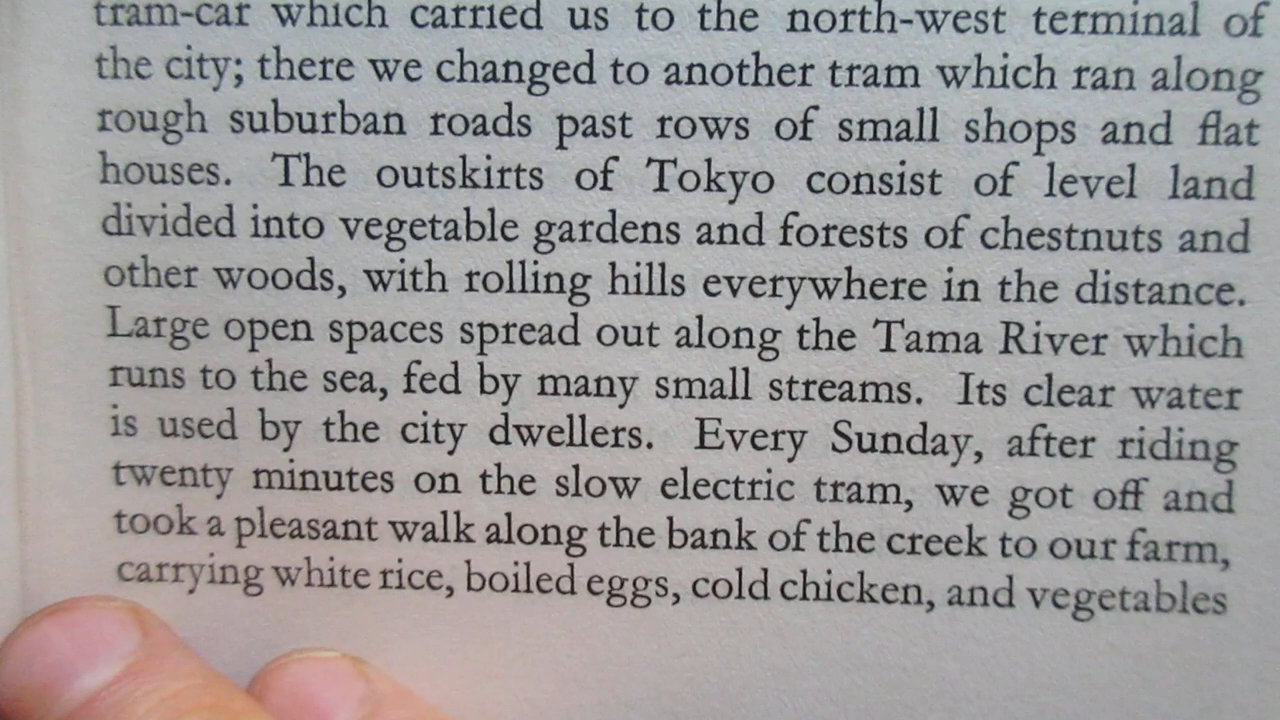 tram-car which carried us to the north-west terminal of
the city; there we changed to another tram which ran along
rough suburban roads past rows of small shops and flat
houses. The outskirts of Tokyo consist of level land
divided into vegetable gardens and forests of chestnuts and
other woods, with rolling hills everywhere in the distance.
Large open spaces spread out along the Tama River which
runs to the sea, fed by many small streams. Its clear water
is used by the city dwellers. Every Sunday, after riding
twenty minutes on the slow electric tram, we got off and
took a pleasant walk along the bank of the creek to our farm,
carrying white rice, boiled eggs, cold chicken, and vegetables